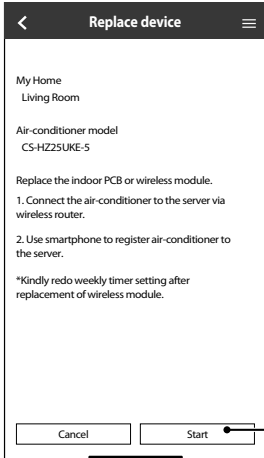 Replace device
My Home
Living Room
Air-conditioner model
CS-HZ25UKE-5
Replace the indoor PCB or wireless module.
1. Connect the air-conditioner to the server via
wireless router.
2. Use smartphone to register air-conditioner to
the server.
*Kindly redo weekly timer setting after
replacement of wireless module.
Cancel
Start